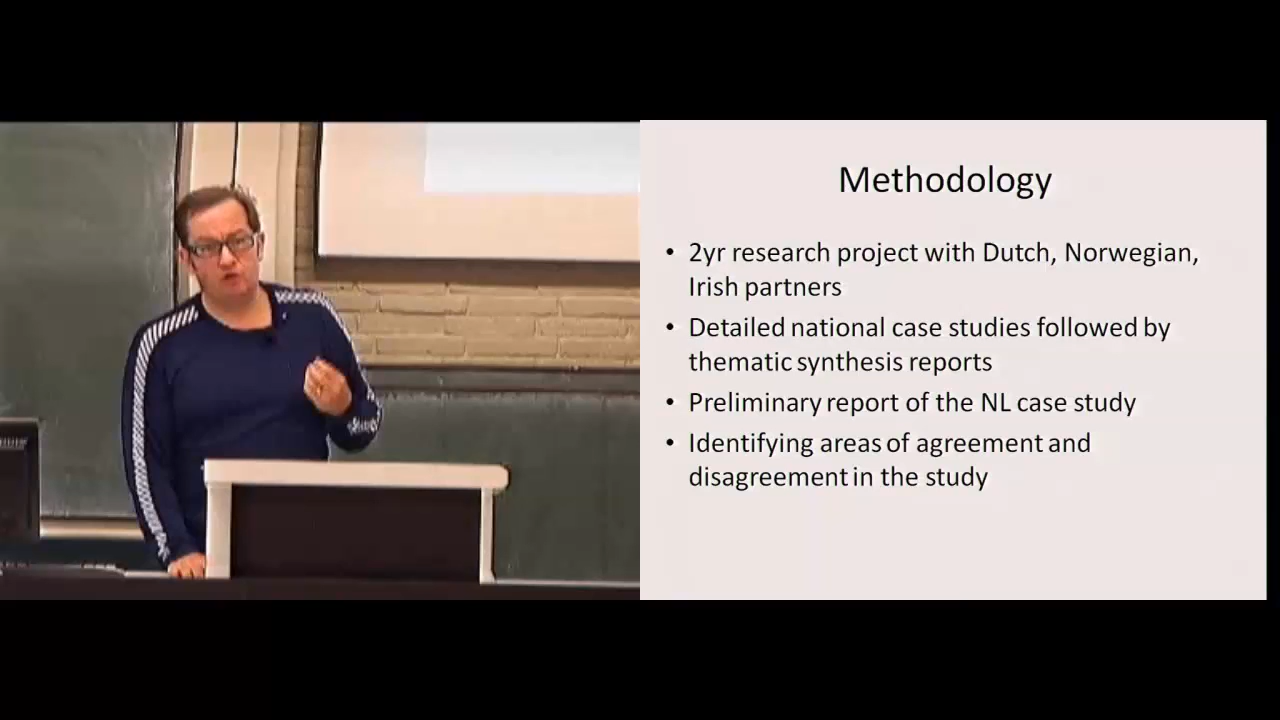 Methodology
• 2yr research project with Dutch, Norwegian,
Irish partners
• Detailed national case studies followed by
thematic synthesis reports
• Preliminary report of the NL case study
• Identifying areas of agreement and
disagreement in the study